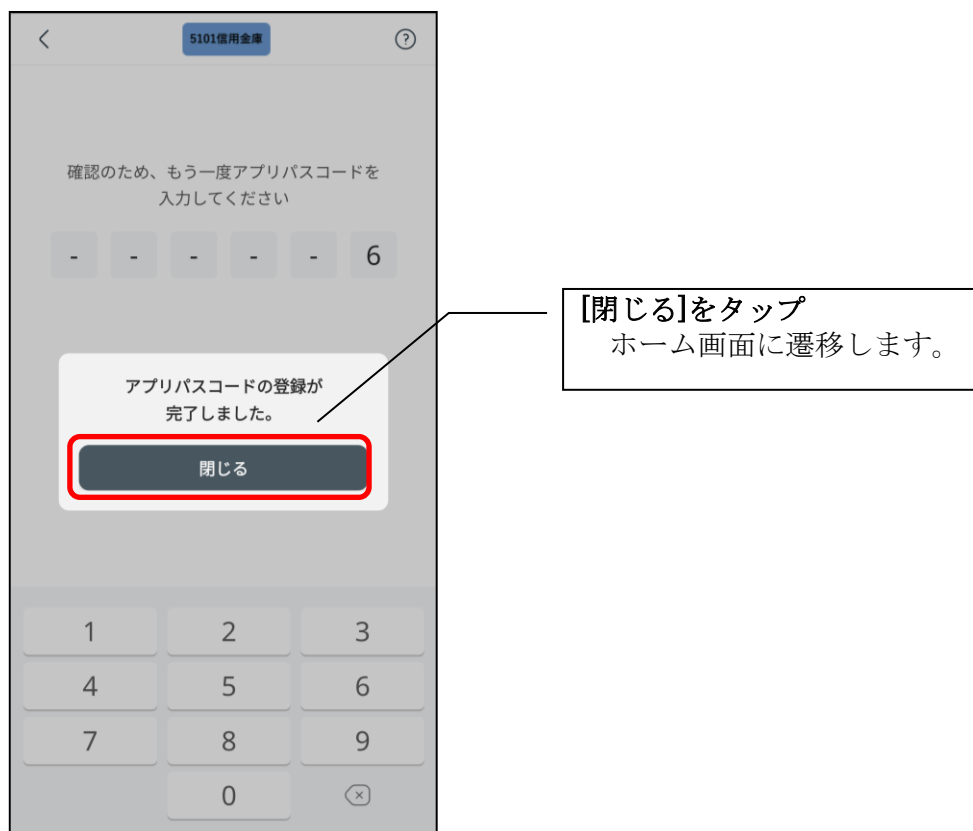 5101信用金庫
?
確認のため、もう一度アプリパスコードを
入力してください
- - - - - 6
アプリパスコードの登録が
完了しました。
閉じる
[閉じる]をタップ
ホーム画面に遷移します。
1 2 3
4 5 6
7 8 9
0